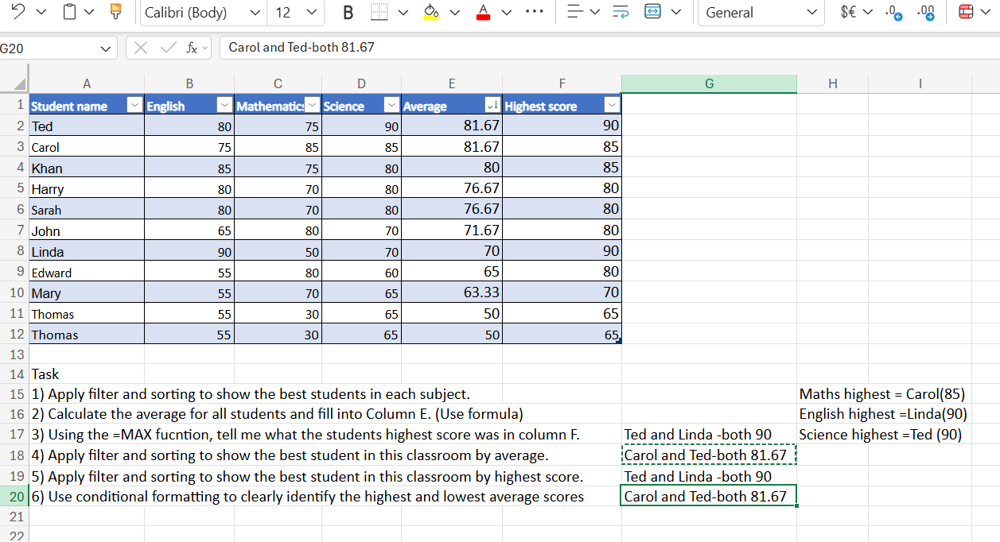 Calibri (Body) 12 B A ... General $€ .0 .00
G20 fx Carol and Ted-both 81.67
A B C D E F G H I
1 Student name English Mathematics Science Average Highest score
2 Ted 80 75 90 81.67 90
3 Carol 75 85 85 81.67 85
4 Khan 85 75 80 80 85
5 Harry 80 70 80 76.67 80
6 Sarah 80 70 80 76.67 80
7 John 65 80 70 71.67 80
8 Linda 90 50 70 70 90
9 Edward 55 80 60 65 80
10 Mary 55 70 65 63.33 70
11 Thomas 55 30 65 50 65
12 Thomas 55 30 65 50 65
13
14 Task
15 1) Apply filter and sorting to show the best students in each subject. Maths highest = Carol(85)
16 2) Calculate the average for all students and fill into Column E. (Use formula) English highest =Linda(90)
17 3) Using the =MAX fucntion, tell me what the students highest score was in column F. Ted and Linda -both 90 Science highest =Ted (90)
18 4) Apply filter and sorting to show the best student in this classroom by average. Carol and Ted-both 81.67
19 5) Apply filter and sorting to show the best student in this classroom by highest score. Ted and Linda -both 90
20 6) Use conditional formatting to clearly identify the highest and lowest average scores Carol and Ted-both 81.67
21
22